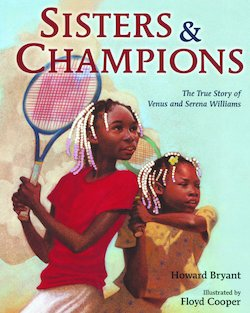 SISTERS &
CHAMPIONS
The True Story of
Venus and Serena Williams
Howard Bryant
Illustrated by
Floyd Cooper